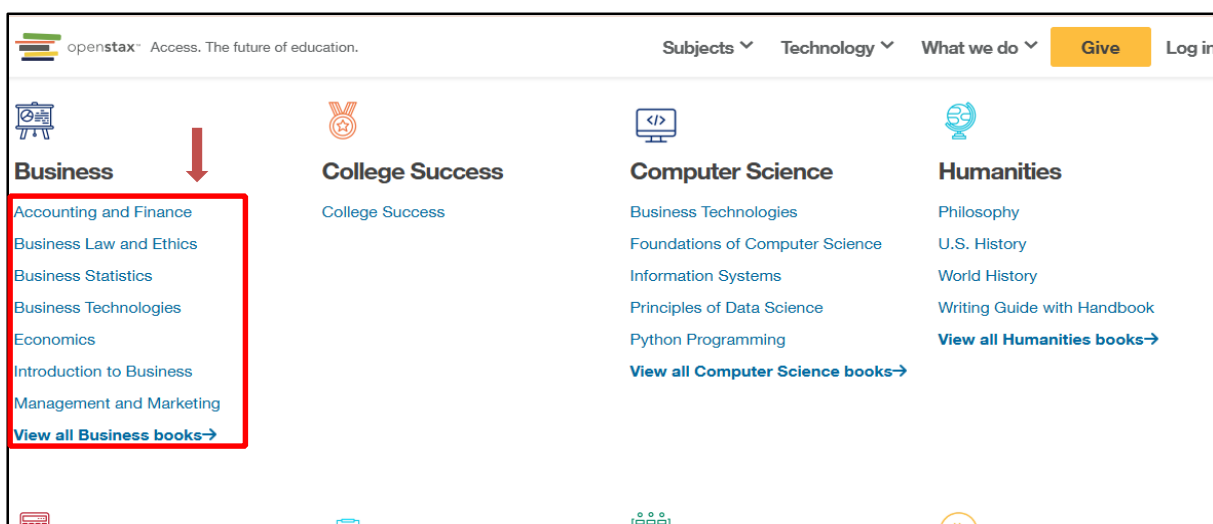 openstax™ Access. The future of education.
Subjects Technology What we do Give Log in
Business
Accounting and Finance
Business Law and Ethics
Business Statistics
Business Technologies
Economics
Introduction to Business
Management and Marketing
View all Business books→
College Success
College Success
Computer Science
Business Technologies
Foundations of Computer Science
Information Systems
Principles of Data Science
Python Programming
View all Computer Science books→
Humanities
Philosophy
U.S. History
World History
Writing Guide with Handbook
View all Humanities books→